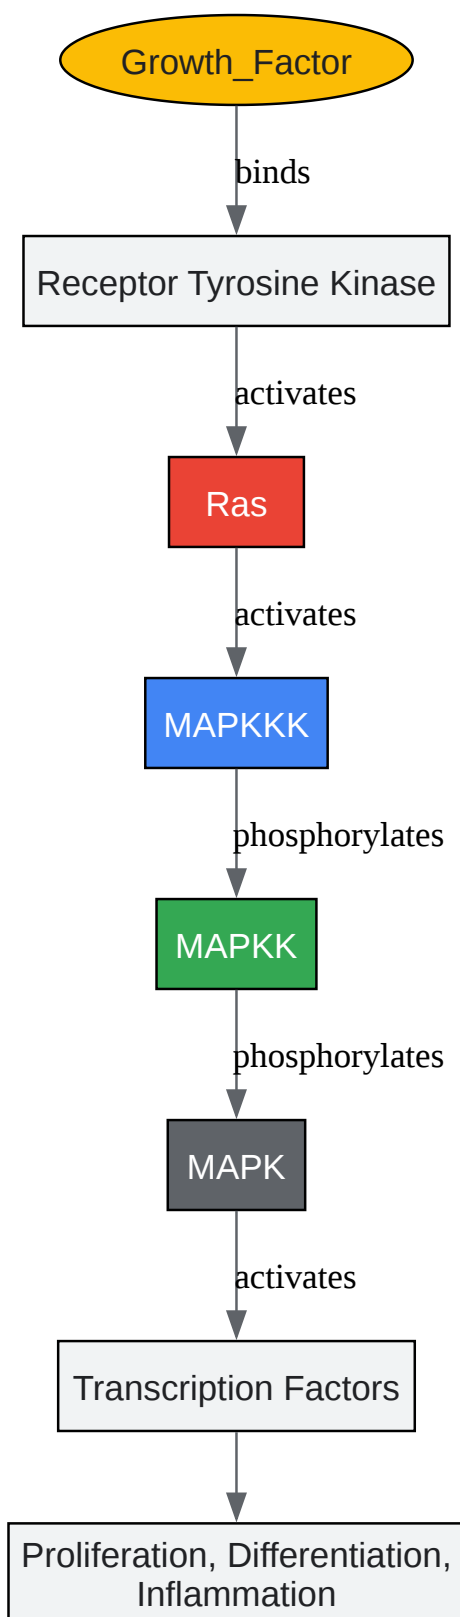 Growth_Factor
binds
Receptor Tyrosine Kinase
activates
Ras
activates
MAPKKK
phosphorylates
MAPKK
phosphorylates
MAPK
activates
Transcription Factors
Proliferation, Differentiation,
Inflammation